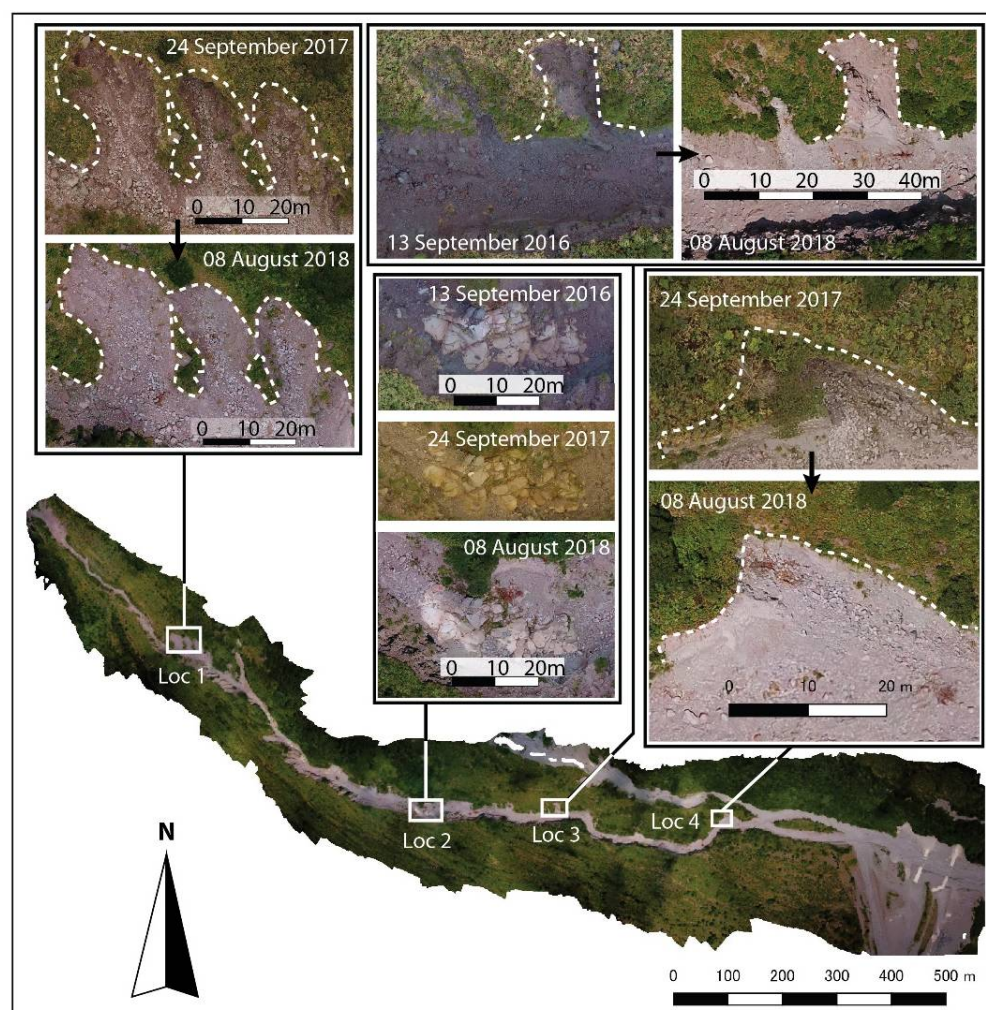 24 September 2017
0 10 20m
08 August 2018
0 10 20m
13 September 2016
0 10 20 30 40m
08 August 2018
13 September 2016
0 10 20m
24 September 2017
08 August 2018
0 10 20m
24 September 2017
08 August 2018
0 10 20 m
Loc 1
Loc 2
Loc 3
Loc 4
N
0 100 200 300 400 500 m